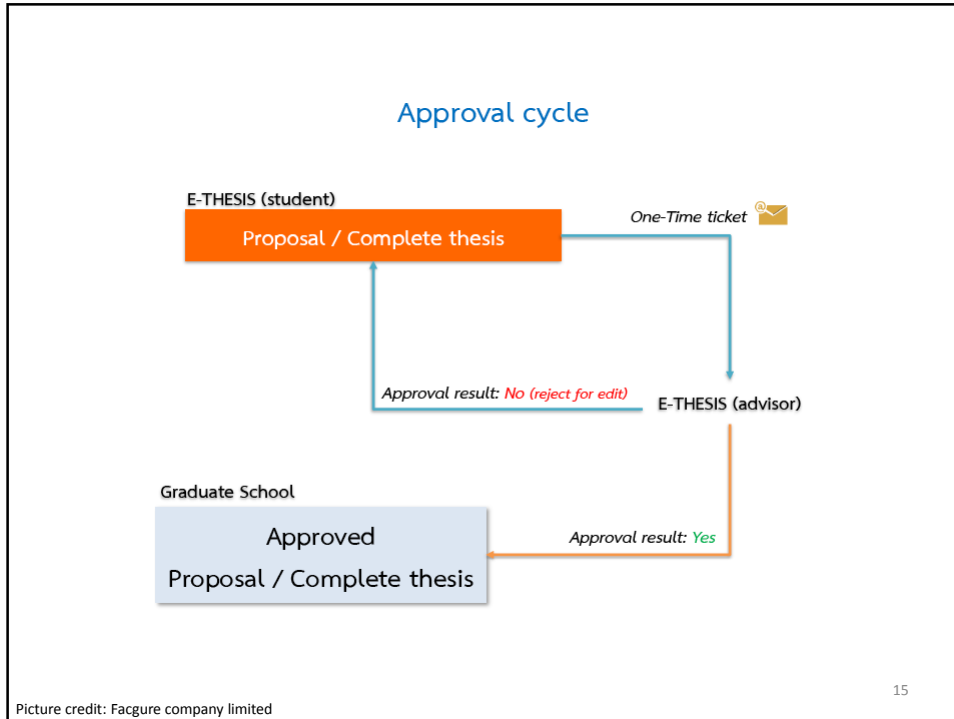 Approval cycle
E-THESIS (student)
Proposal / Complete thesis
One-Time ticket
@
Approval result: No (reject for edit)
E-THESIS (advisor)
Graduate School
Approved
Proposal / Complete thesis
Approval result: Yes
15
Picture credit: Facgure company limited